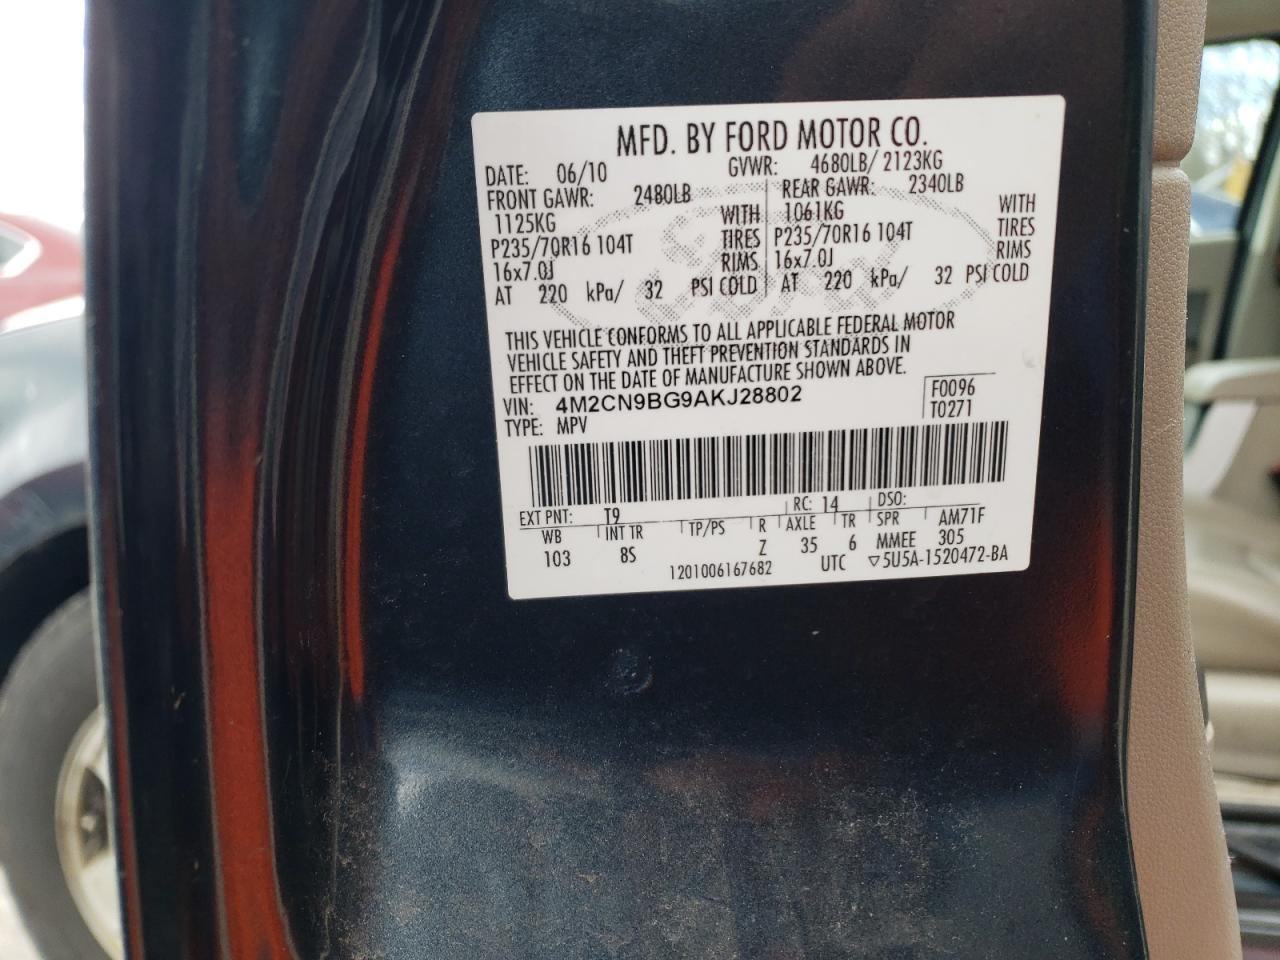 MFD. BY FORD MOTOR CO.
DATE: 06/10 GVWR: 4680LB/ 2123KG
FRONT GAWR: 2480LB REAR GAWR: 2340LB
1125KG WITH 1061KG WITH
P235/70R16 104T TIRES P235/70R16 104T TIRES
16x7.0J RIMS 16x7.0J RIMS
AT 220 kPa/ 32 PSI COLD AT 220 kPa/ 32 PSI COLD
THIS VEHICLE CONFORMS TO ALL APPLICABLE FEDERAL MOTOR
VEHICLE SAFETY AND THEFT PREVENTION STANDARDS IN
EFFECT ON THE DATE OF MANUFACTURE SHOWN ABOVE.
VIN: 4M2CN9BG9AKJ28802 F0096
TYPE: MPV T0271
EXT PNT: T9 RC: 14 DSO:
WB INT TR TP/PS R AXLE TR SPR AM71F
103 8S Z 35 6 MMEE 305
1201006167682 UTC ▽5U5A-1520472-BA